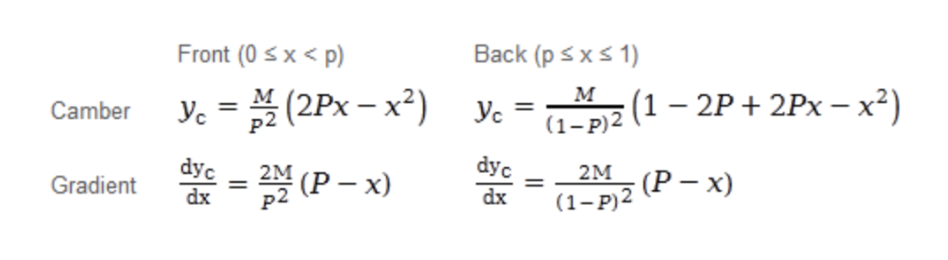 Front (0 ≤ x < p) Back (p ≤ x ≤ 1)
Camber y_c = M/P² (2Px − x²) y_c = M/(1−P)² (1 − 2P + 2Px − x²)
Gradient dy_c/dx = 2M/P² (P − x) dy_c/dx = 2M/(1−P)² (P − x)